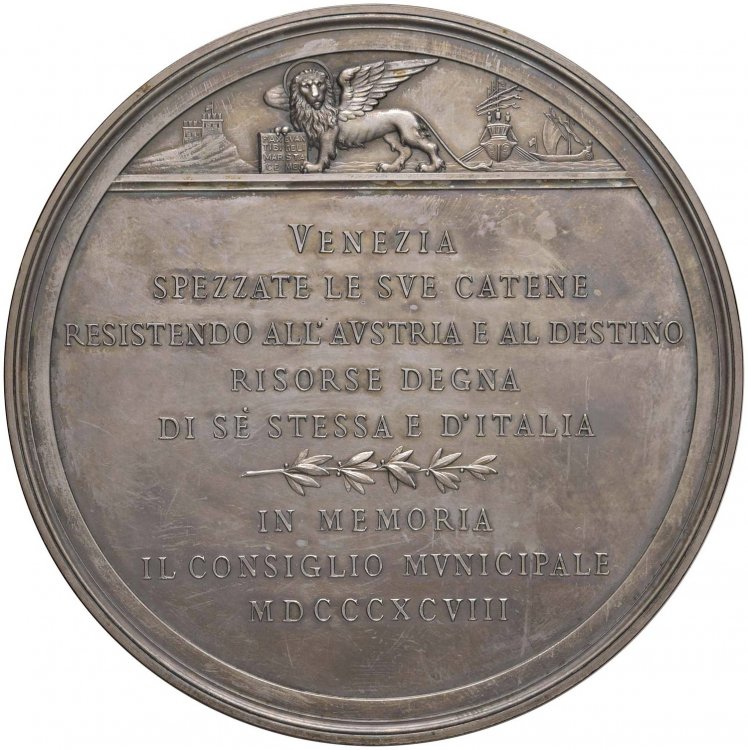 VENEZIA
SPEZZATE LE SVE CATENE
RESISTENDO ALL'AVSTRIA E AL DESTINO
RISORSE DEGNA
DI SÈ STESSA E D'ITALIA
IN MEMORIA
IL CONSIGLIO MVNICIPALE
MDCCCXCVIII